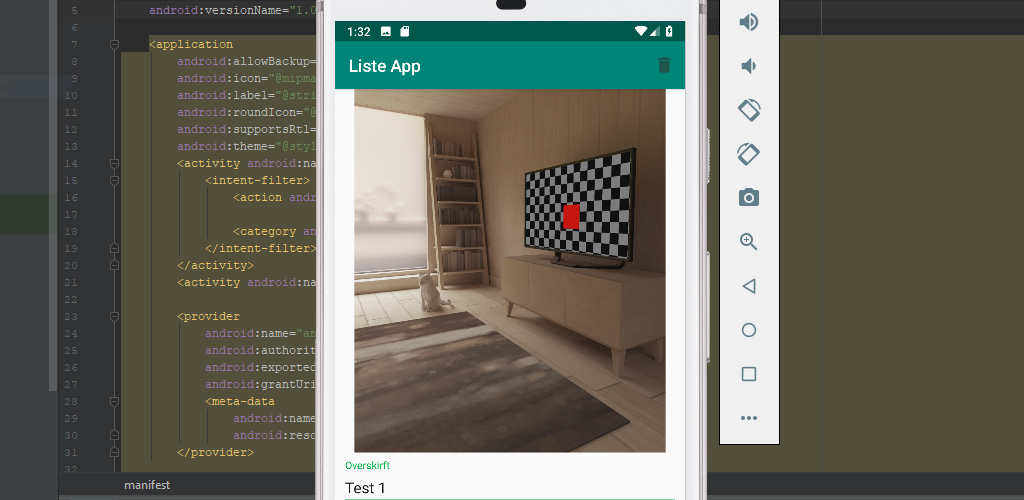 5 android:versionName="1.0
6
7 <application
8 android:allowBackup=
9 android:icon="@mipma
10 android:label="@stri
11 android:roundIcon="@
12 android:supportsRtl=
13 android:theme="@styl
14 <activity android:na
15 <intent-filter>
16 <action andr
17
18 <category an
19 </intent-filter>
20 </activity>
21 <activity android:na
22
23 <provider
24 android:name="an
25 android:authorit
26 android:exported
27 android:grantUri
28 <meta-data
29 android:name
30 android:reso
31 </provider>
32
manifest
1:32
Liste App
Overskirft
Test 1